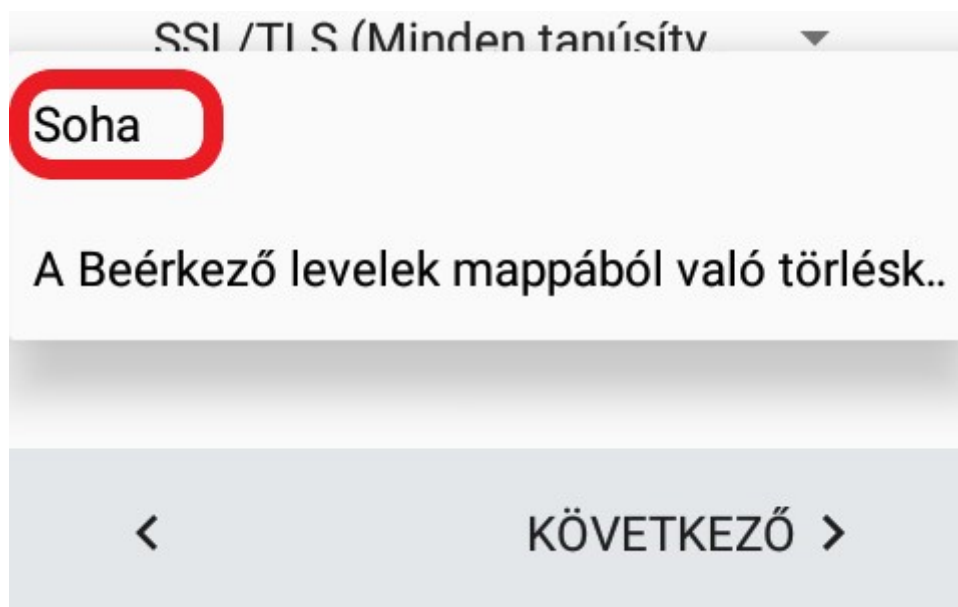 SSL/TLS (Minden tanúsítv
Soha
A Beérkező levelek mappából való törlésk..
KÖVETKEZŐ